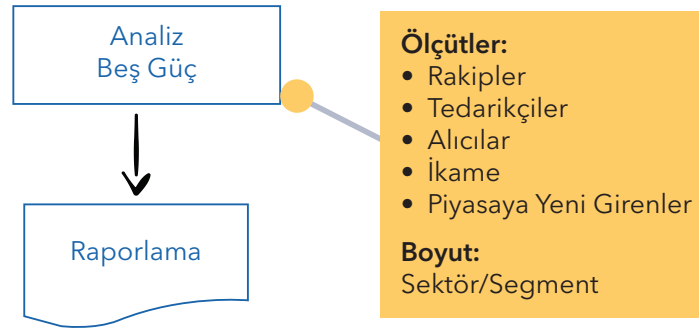 Analiz
Beş Güç
Raporlama
Ölçütler:
• Rakipler
• Tedarikçiler
• Alıcılar
• İkame
• Piyasaya Yeni Girenler
Boyut:
Sektör/Segment